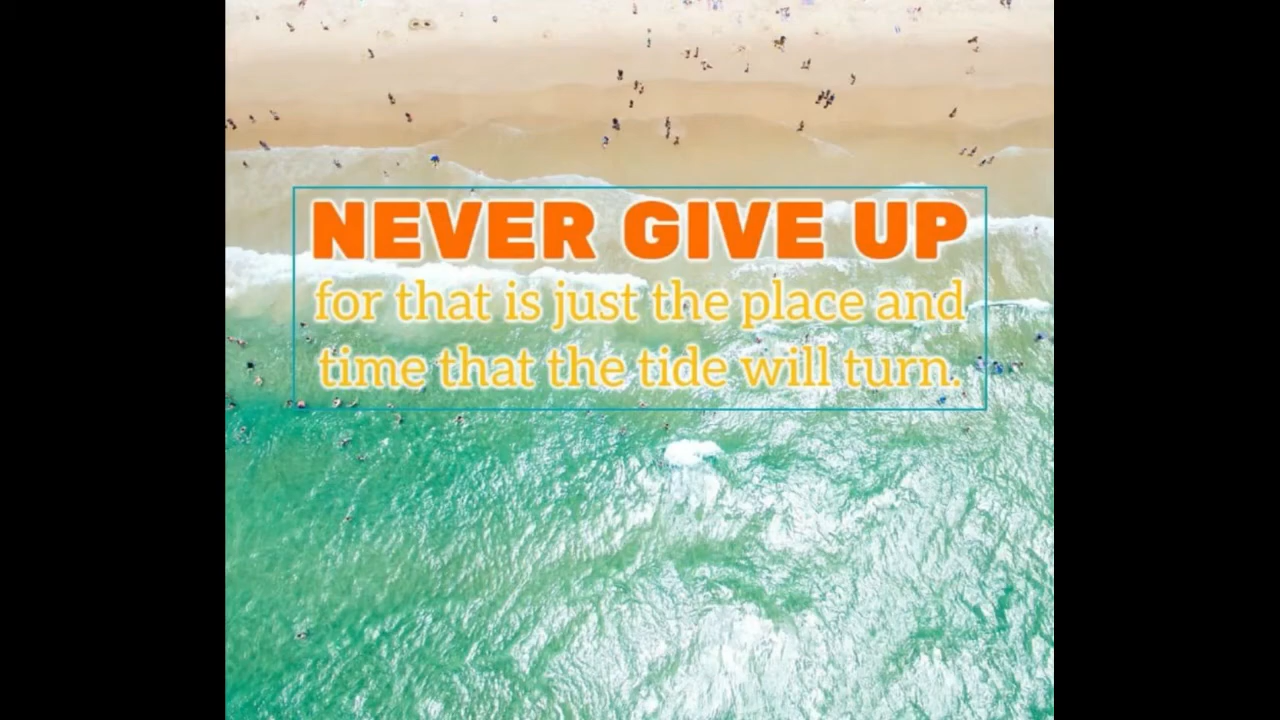 NEVER GIVE UP
for that is just the place and
time that the tide will turn.